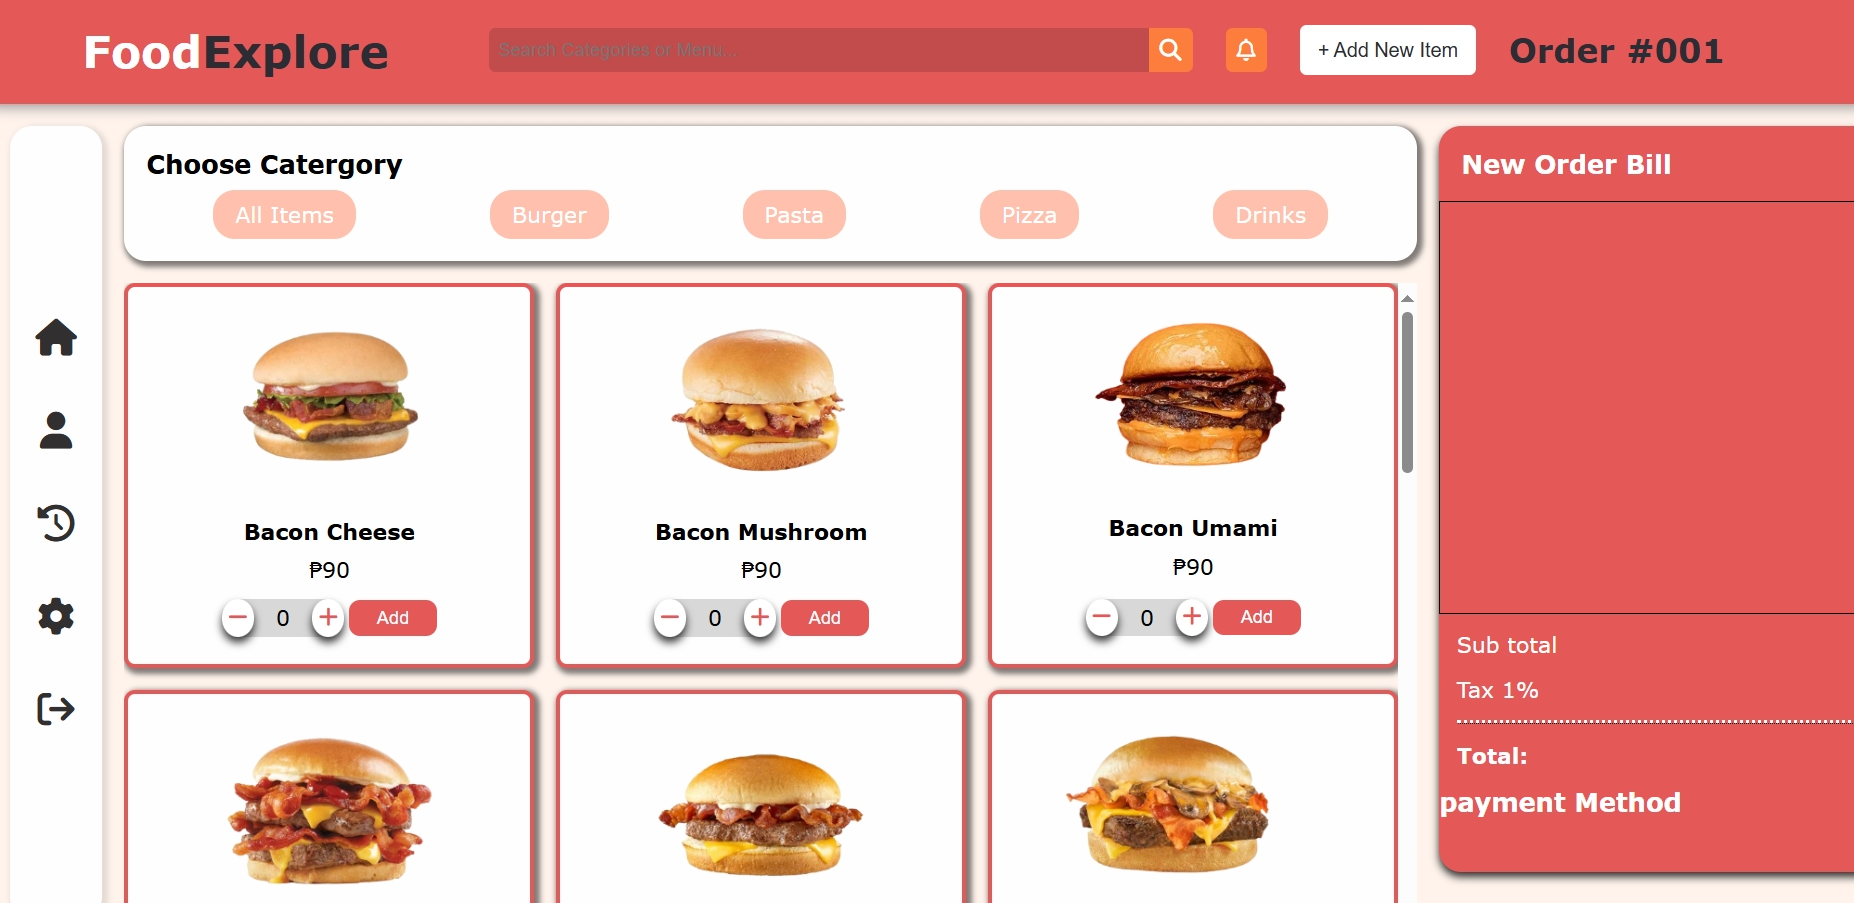 FoodExplore
Search Categories or Menu...
+ Add New Item
Order #001
Choose Catergory
All Items
Burger
Pasta
Pizza
Drinks
Bacon Cheese
₱90
− 0 + Add
Bacon Mushroom
₱90
− 0 + Add
Bacon Umami
₱90
− 0 + Add
New Order Bill
Sub total
Tax 1%
Total:
payment Method